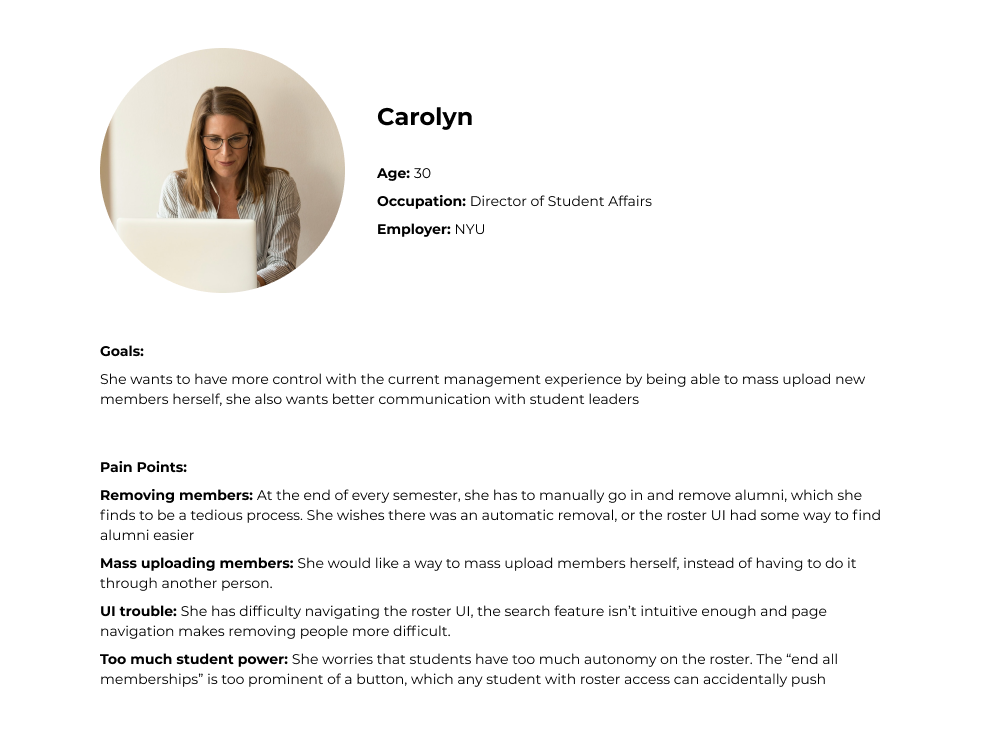 Carolyn
Age: 30
Occupation: Director of Student Affairs
Employer: NYU
Goals:
She wants to have more control with the current management experience by being able to mass upload new
members herself, she also wants better communication with student leaders
Pain Points:
Removing members: At the end of every semester, she has to manually go in and remove alumni, which she
finds to be a tedious process. She wishes there was an automatic removal, or the roster UI had some way to find
alumni easier
Mass uploading members: She would like a way to mass upload members herself, instead of having to do it
through another person.
UI trouble: She has difficulty navigating the roster UI, the search feature isn’t intuitive enough and page
navigation makes removing people more difficult.
Too much student power: She worries that students have too much autonomy on the roster. The “end all
memberships” is too prominent of a button, which any student with roster access can accidentally push